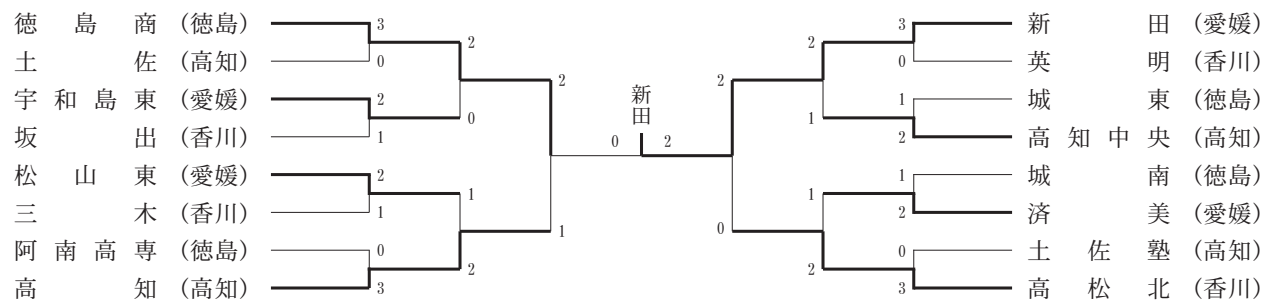 徳島商(徳島)
3
新田(愛媛)
3
2
2
土佐(高知)
0
英明(香川)
0
2
2
宇和島東(愛媛)
2
城東(徳島)
1
0
新田
1
坂出(香川)
1
高知中央(高知)
2
0 2
松山東(愛媛)
2
城南(徳島)
1
1
1
三木(香川)
1
済美(愛媛)
2
1
0
阿南高専(徳島)
0
土佐塾(高知)
0
2
2
高知(高知)
3
高松北(香川)
3